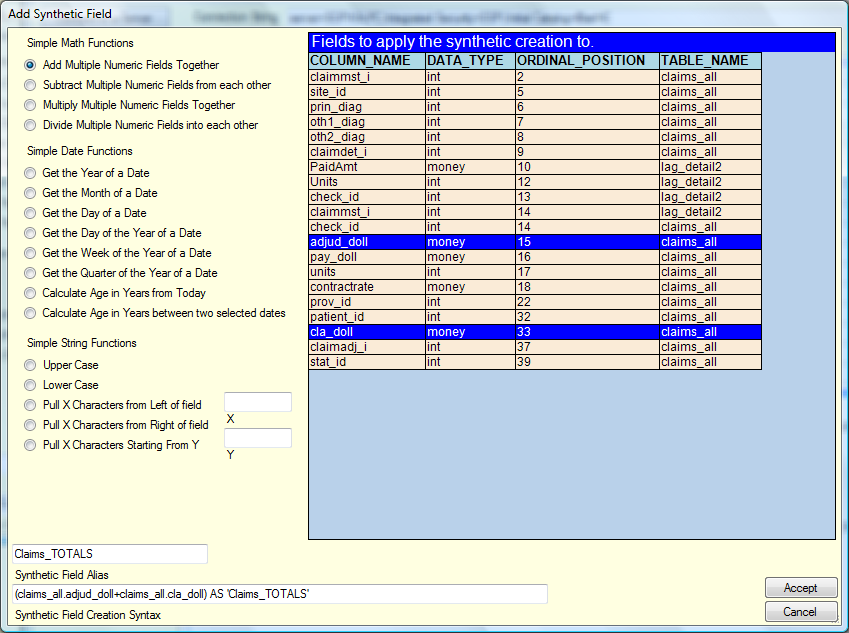 Add Synthetic Field
Simple Math Functions
Add Multiple Numeric Fields Together
Subtract Multiple Numeric Fields from each other
Multiply Multiple Numeric Fields Together
Divide Multiple Numeric Fields into each other
Simple Date Functions
Get the Year of a Date
Get the Month of a Date
Get the Day of a Date
Get the Day of the Year of a Date
Get the Week of the Year of a Date
Get the Quarter of the Year of a Date
Calculate Age in Years from Today
Calculate Age in Years between two selected dates
Simple String Functions
Upper Case
Lower Case
Pull X Characters from Left of field
X
Pull X Characters from Right of field
Pull X Characters Starting From Y
Y
Fields to apply the synthetic creation to.
COLUMN_NAME DATA_TYPE ORDINAL_POSITION TABLE_NAME
claimmst_i int 2 claims_all
site_id int 5 claims_all
prin_diag int 6 claims_all
oth1_diag int 7 claims_all
oth2_diag int 8 claims_all
claimdet_i int 9 claims_all
PaidAmt money 10 lag_detail2
Units int 12 lag_detail2
check_id int 13 lag_detail2
claimmst_i int 14 lag_detail2
check_id int 14 claims_all
adjud_doll money 15 claims_all
pay_doll money 16 claims_all
units int 17 claims_all
contractrate money 18 claims_all
prov_id int 22 claims_all
patient_id int 32 claims_all
cla_doll money 33 claims_all
claimadj_i int 37 claims_all
stat_id int 39 claims_all
Claims_TOTALS
Synthetic Field Alias
(claims_all.adjud_doll+claims_all.cla_doll) AS 'Claims_TOTALS'
Synthetic Field Creation Syntax
Accept
Cancel